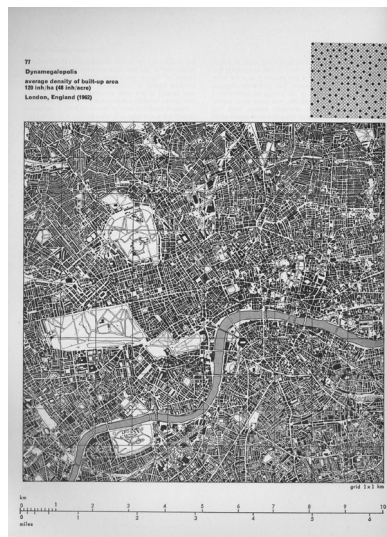 77
Dynamegalopolis
average density of built-up area
120 inh/ha (48 inh/acre)
London, England (1962)
grid 1 x 1 km
km
0 1 2 3 4 5 6 7 8 9 10
0 1 2 3 4 5 6
miles